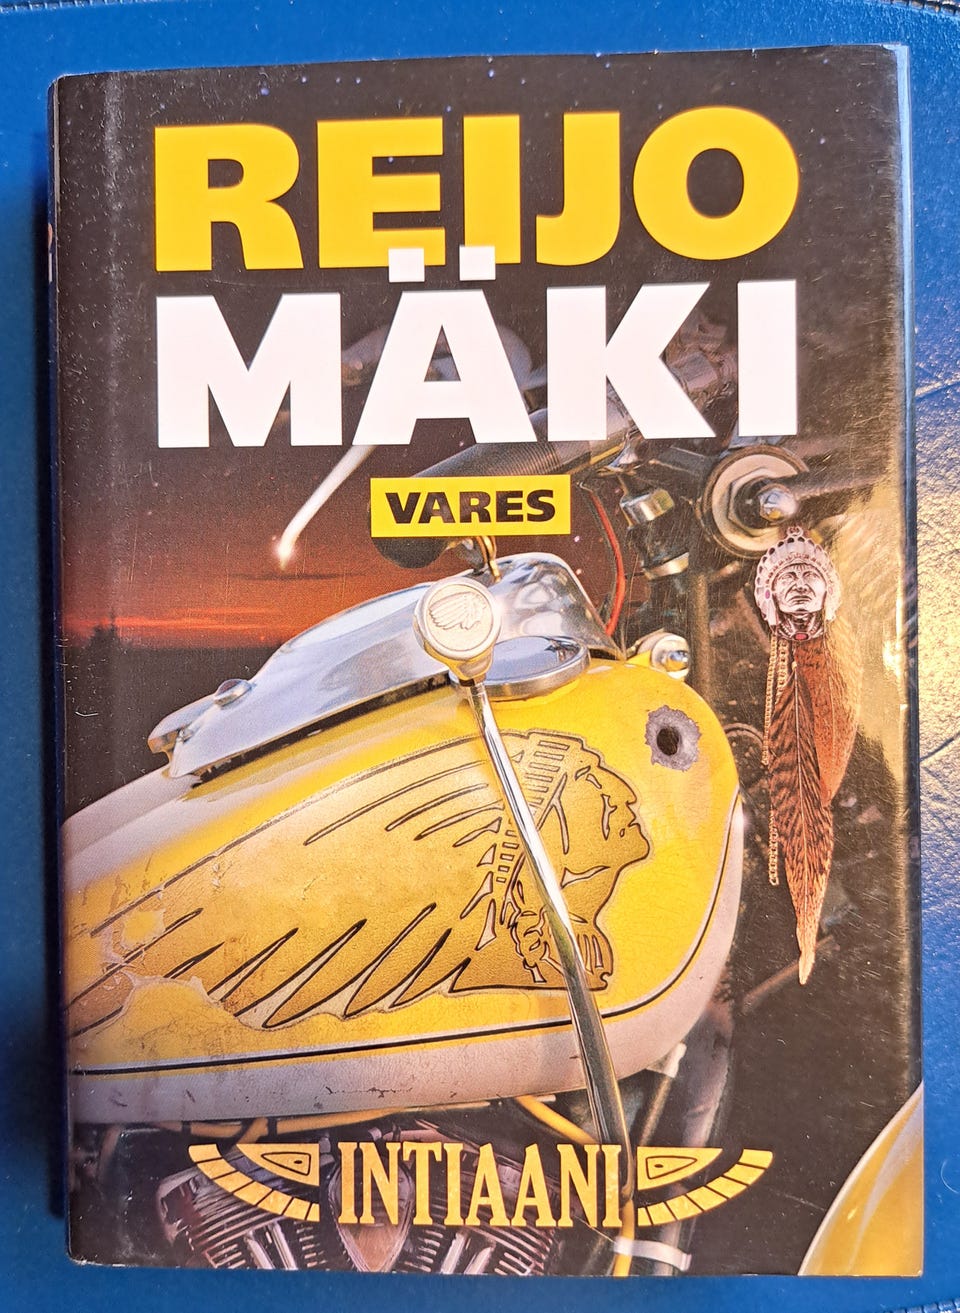 REIJO
MÄKI
VARES
INTIAANI